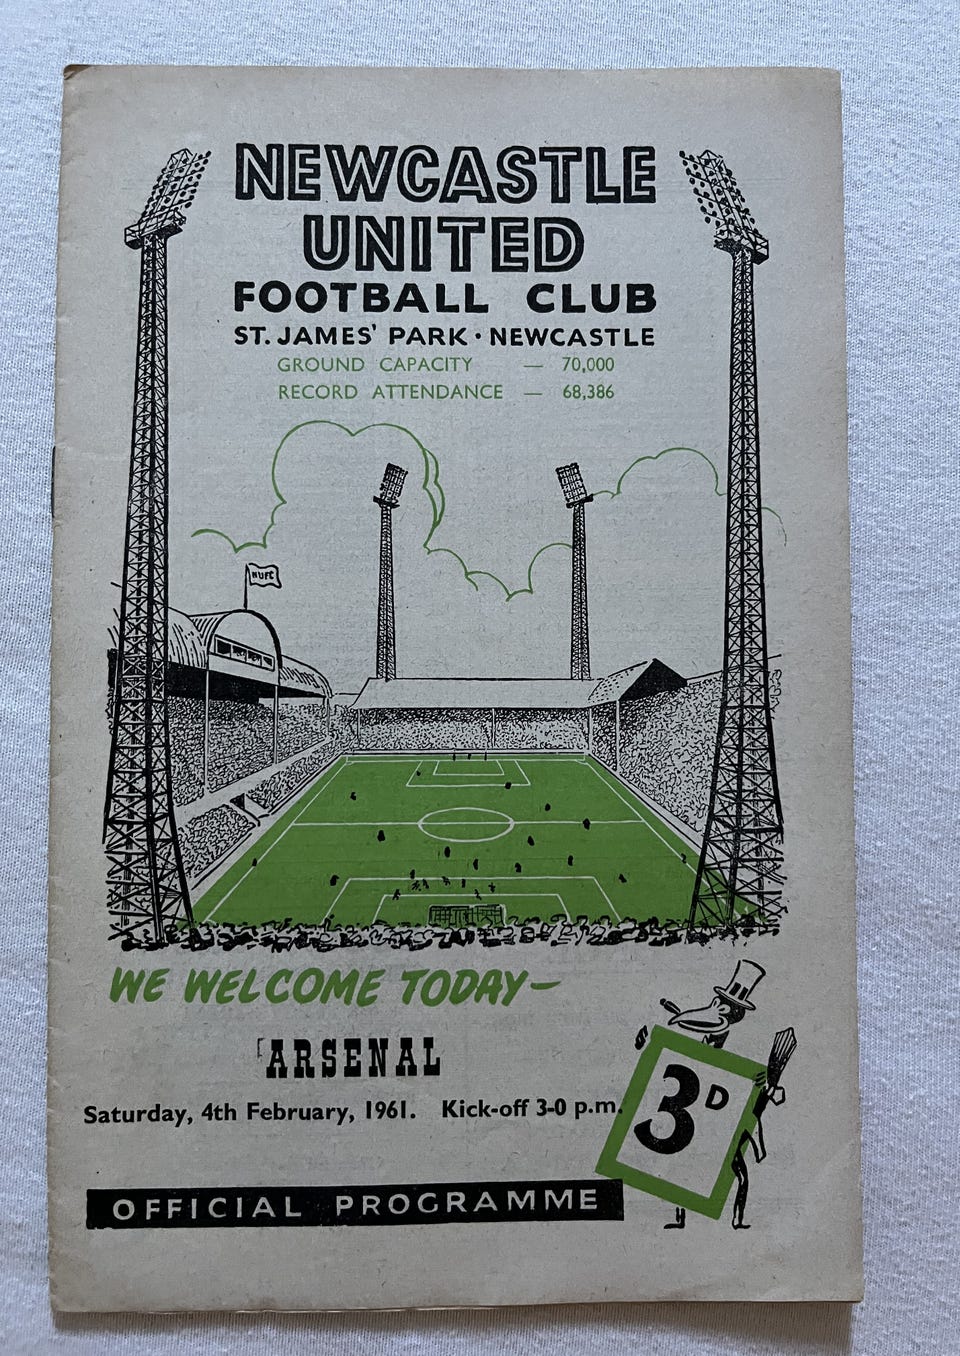 NEWCASTLE
UNITED
FOOTBALL CLUB
ST. JAMES' PARK · NEWCASTLE
GROUND CAPACITY — 70,000
RECORD ATTENDANCE — 68,386
NUFC
WE WELCOME TODAY—
ARSENAL
Saturday, 4th February, 1961. Kick-off 3-0 p.m.
3D
OFFICIAL PROGRAMME